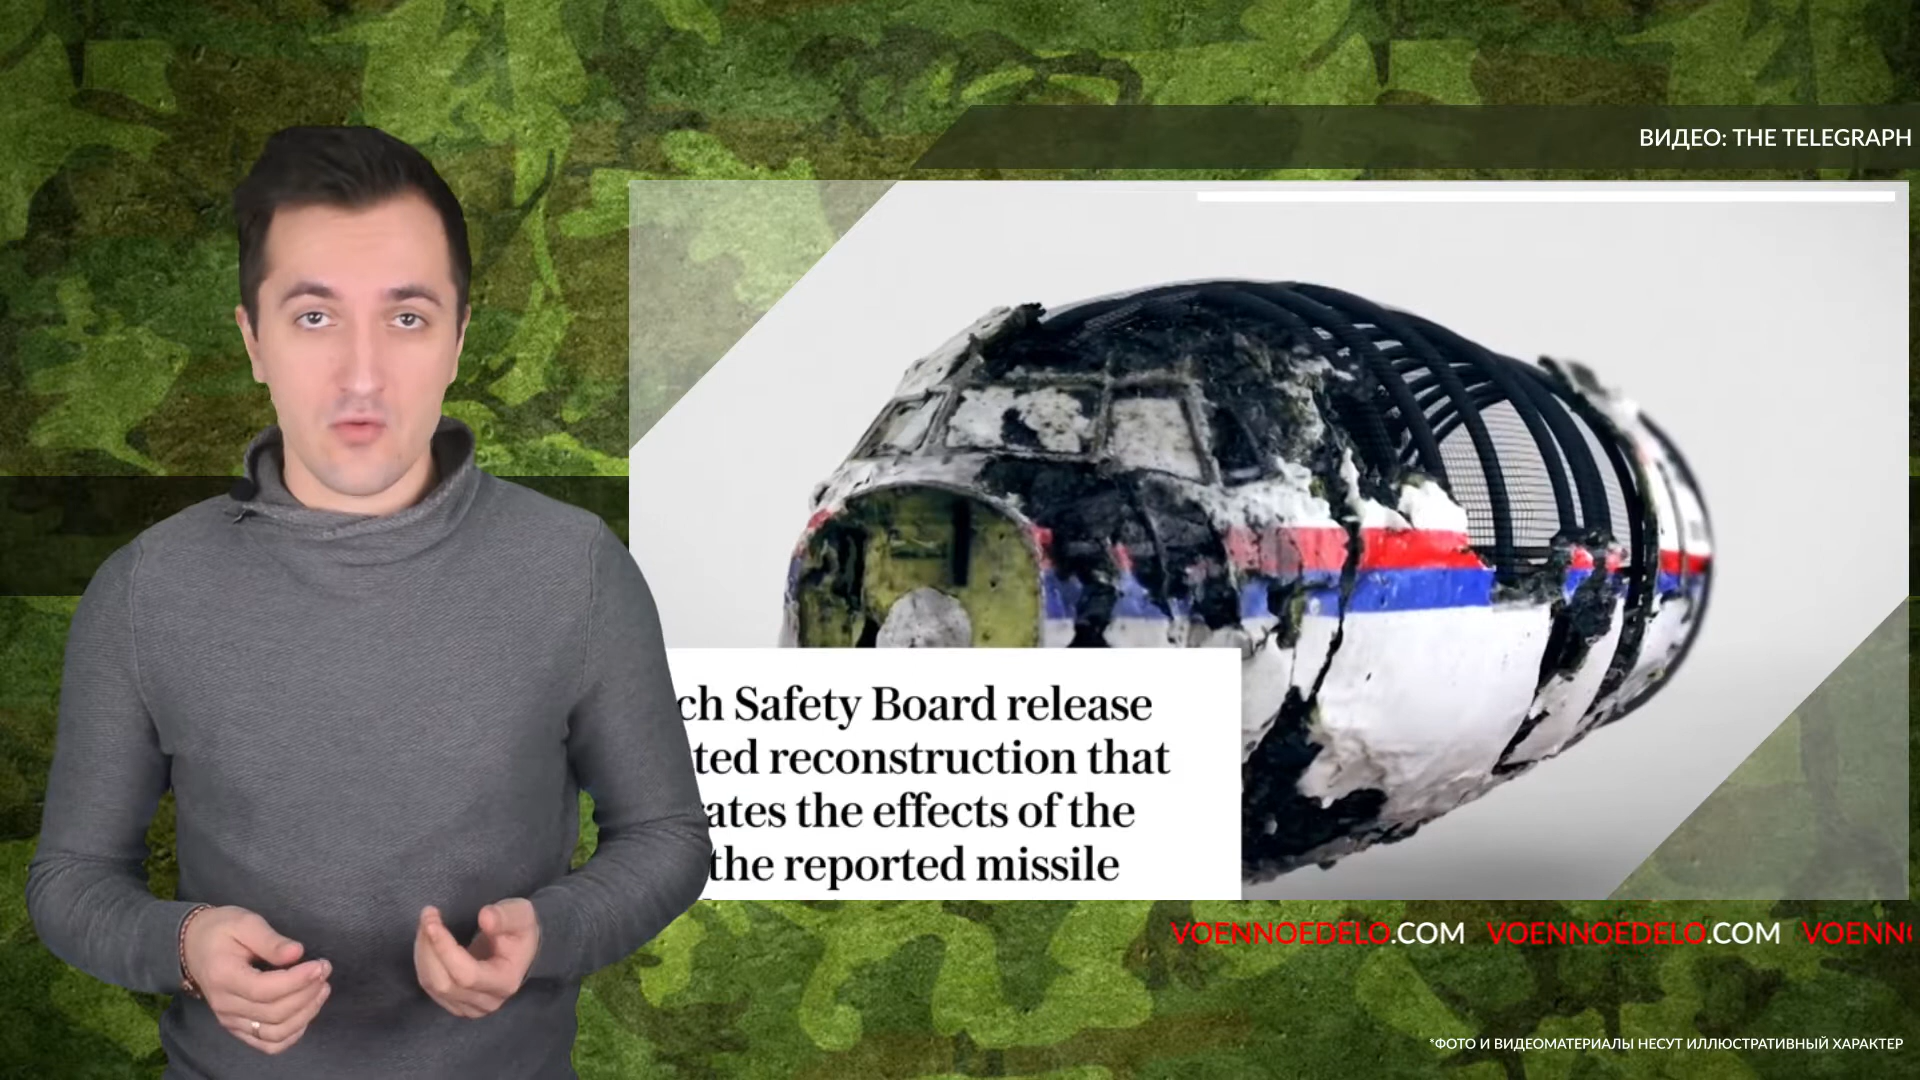 ВИДЕО: THE TELEGRAPH
ch Safety Board release
ted reconstruction that
ates the effects of the
the reported missile
VOENNOEDELO.COM VOENNOEDELO.COM VOENN
*ФОТО И ВИДЕОМАТЕРИАЛЫ НЕСУТ ИЛЛЮСТРАТИВНЫЙ ХАРАКТЕР